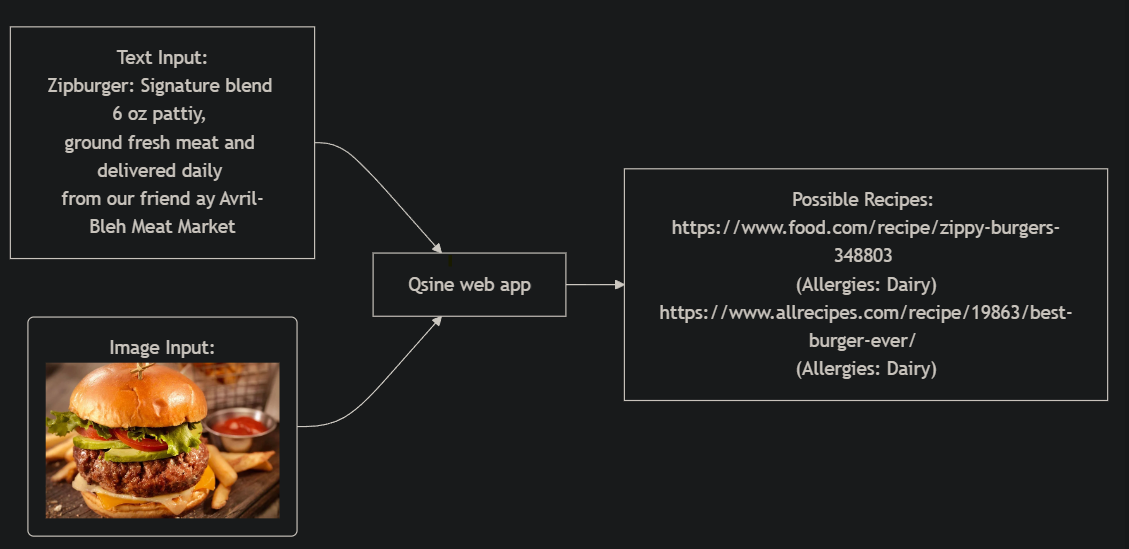 Text Input:
Zipburger: Signature blend
6 oz pattiy,
ground fresh meat and
delivered daily
from our friend ay Avril-
Bleh Meat Market
Image Input:
Qsine web app
Possible Recipes:
https://www.food.com/recipe/zippy-burgers-
348803
(Allergies: Dairy)
https://www.allrecipes.com/recipe/19863/best-
burger-ever/
(Allergies: Dairy)